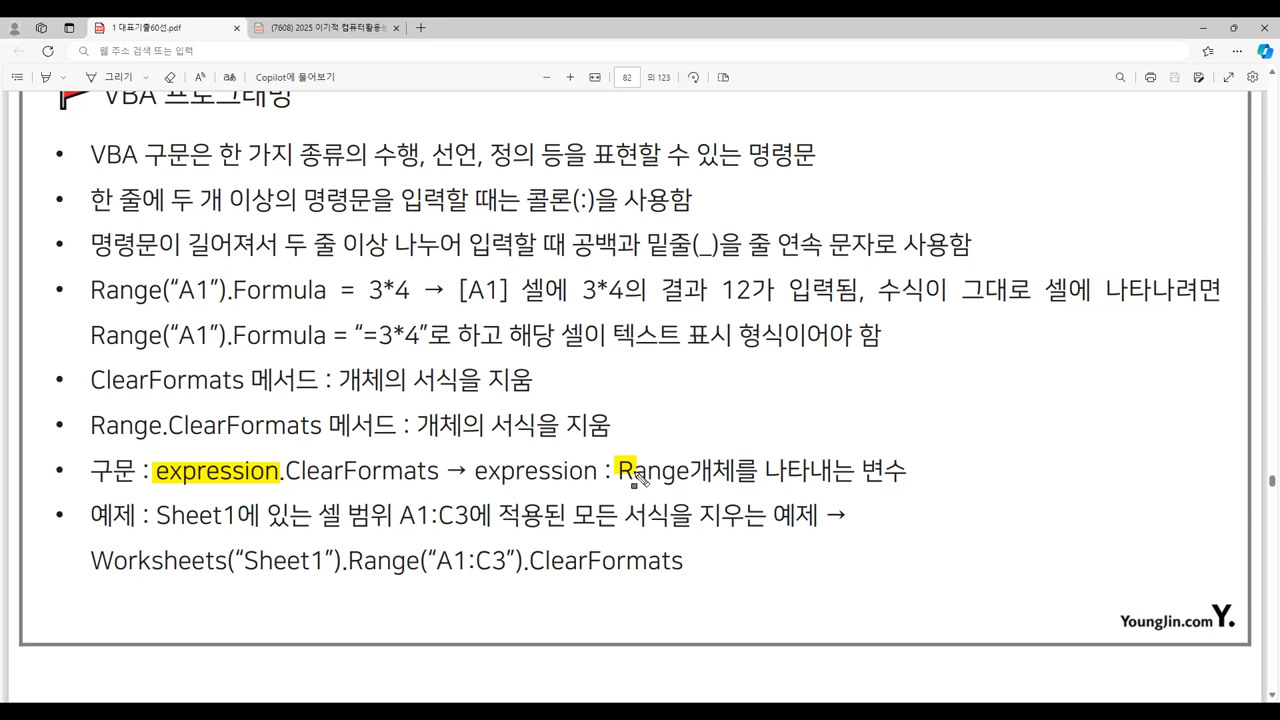 1 대표기출60선.pdf
(7608) 2025 이기적 컴퓨터활용능
웹 주소 검색 또는 입력
그리기
Copilot에 물어보기
82 의 123
VBA 프로그래밍
• VBA 구문은 한 가지 종류의 수행, 선언, 정의 등을 표현할 수 있는 명령문
• 한 줄에 두 개 이상의 명령문을 입력할 때는 콜론(:)을 사용함
• 명령문이 길어져서 두 줄 이상 나누어 입력할 때 공백과 밑줄(_)을 줄 연속 문자로 사용함
• Range(“A1”).Formula = 3*4 → [A1] 셀에 3*4의 결과 12가 입력됨, 수식이 그대로 셀에 나타나려면
Range(“A1”).Formula = “=3*4”로 하고 해당 셀이 텍스트 표시 형식이어야 함
• ClearFormats 메서드 : 개체의 서식을 지움
• Range.ClearFormats 메서드 : 개체의 서식을 지움
• 구문 : expression.ClearFormats → expression : Range개체를 나타내는 변수
• 예제 : Sheet1에 있는 셀 범위 A1:C3에 적용된 모든 서식을 지우는 예제 →
Worksheets(“Sheet1”).Range(“A1:C3”).ClearFormats
YoungJin.com Y.